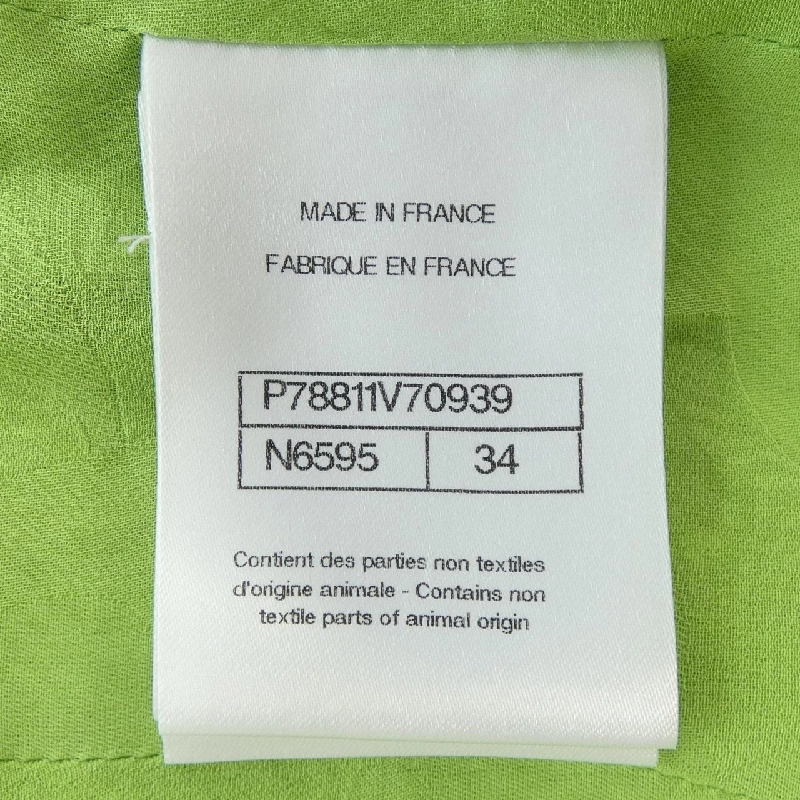 MADE IN FRANCE
FABRIQUE EN FRANCE
P78811V70939
N6595 34
Contient des parties non textiles
d'origine animale - Contains non
textile parts of animal origin